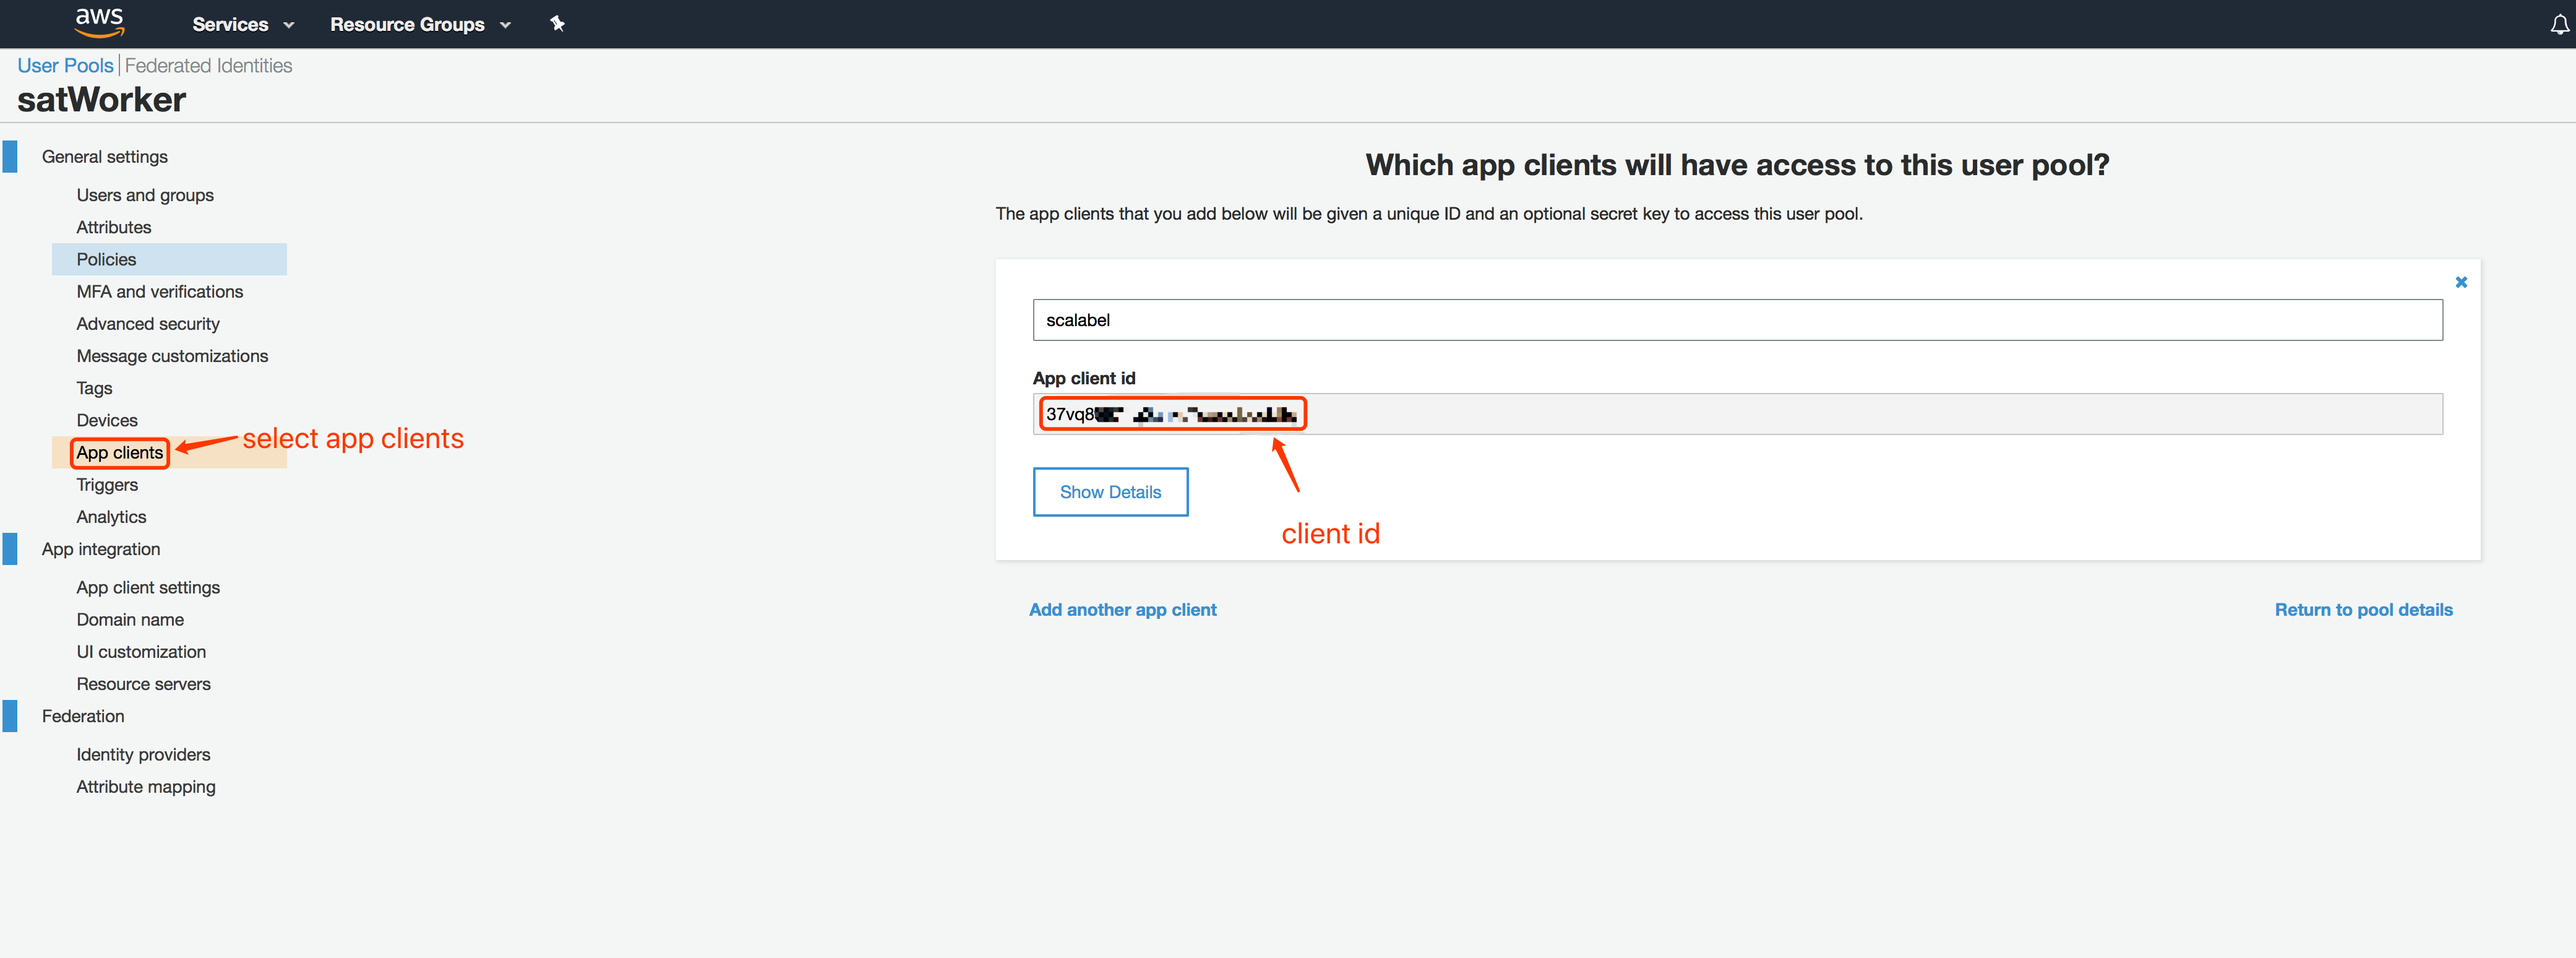 aws
Services
Resource Groups
User Pools | Federated Identities
satWorker
General settings
Users and groups
Attributes
Policies
MFA and verifications
Advanced security
Message customizations
Tags
Devices
App clients
select app clients
Triggers
Analytics
App integration
App client settings
Domain name
UI customization
Resource servers
Federation
Identity providers
Attribute mapping
Which app clients will have access to this user pool?
The app clients that you add below will be given a unique ID and an optional secret key to access this user pool.
scalabel
App client id
37vq8
client id
Show Details
Add another app client
Return to pool details